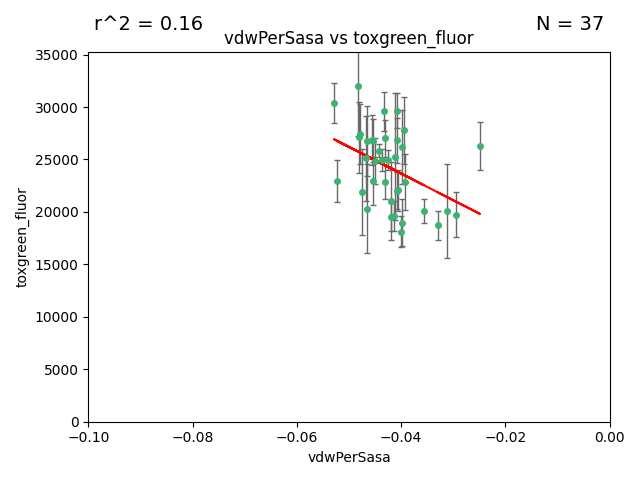 r^2 = 0.16
N = 37
vdwPerSasa vs toxgreen_fluor
35000
30000
25000
20000
15000
10000
5000
0
toxgreen_fluor
−0.10
−0.08
−0.06
−0.04
−0.02
0.00
vdwPerSasa